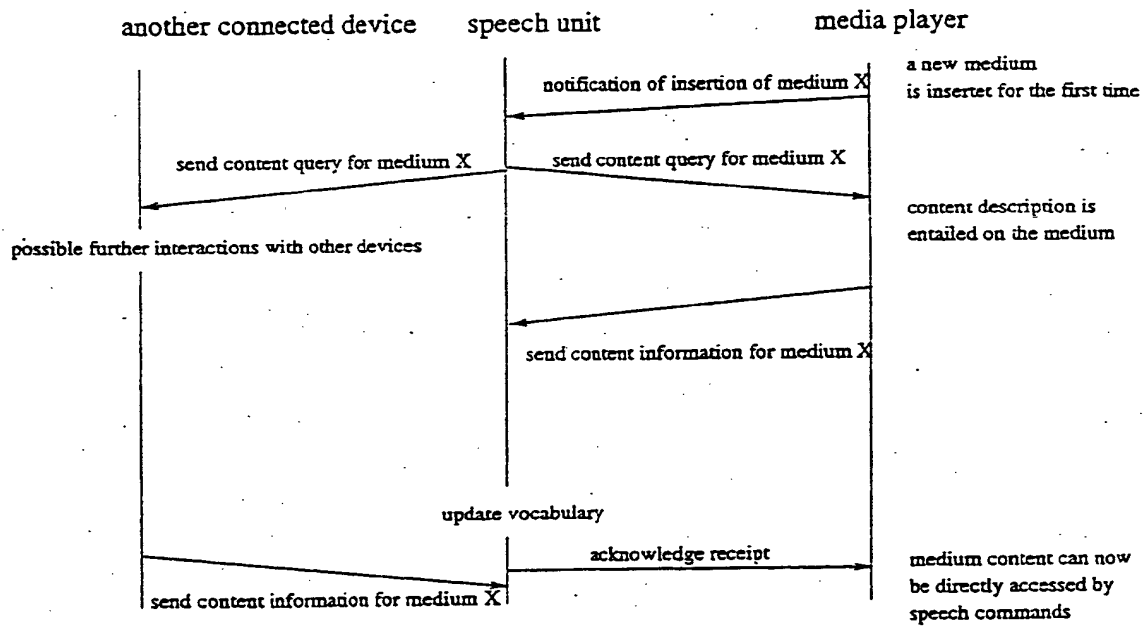 another connected device speech unit media player
a new medium
is insertet for the first time
notification of insertion of medium X
send content query for medium X
send content query for medium X
content description is
entailed on the medium
possible further interactions with other devices
send content information for medium X
update vocabulary
acknowledge receipt
medium content can now
be directly accessed by
speech commands
send content information for medium X